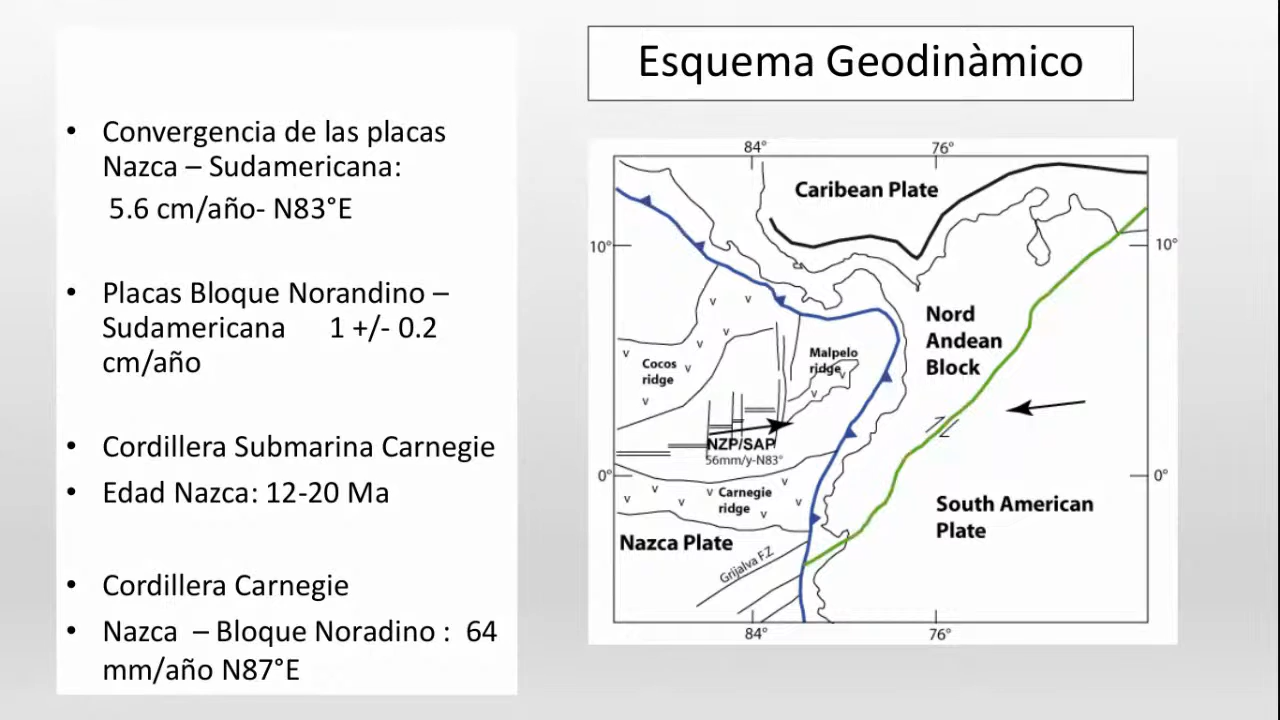 Esquema Geodinàmico
• Convergencia de las placas
Nazca – Sudamericana:
5.6 cm/año- N83°E
• Placas Bloque Norandino –
Sudamericana 1 +/- 0.2
cm/año
• Cordillera Submarina Carnegie
• Edad Nazca: 12-20 Ma
• Cordillera Carnegie
• Nazca – Bloque Noradino : 64
mm/año N87°E
84° 76°
Caribean Plate
10° 10°
Nord
Andean
Block
Cocos
ridge
Malpelo
ridge
NZP/SAP
56mm/y-N83°
0° 0°
Carnegie
ridge
South American
Plate
Nazca Plate
Grijalva F.Z
84° 76°